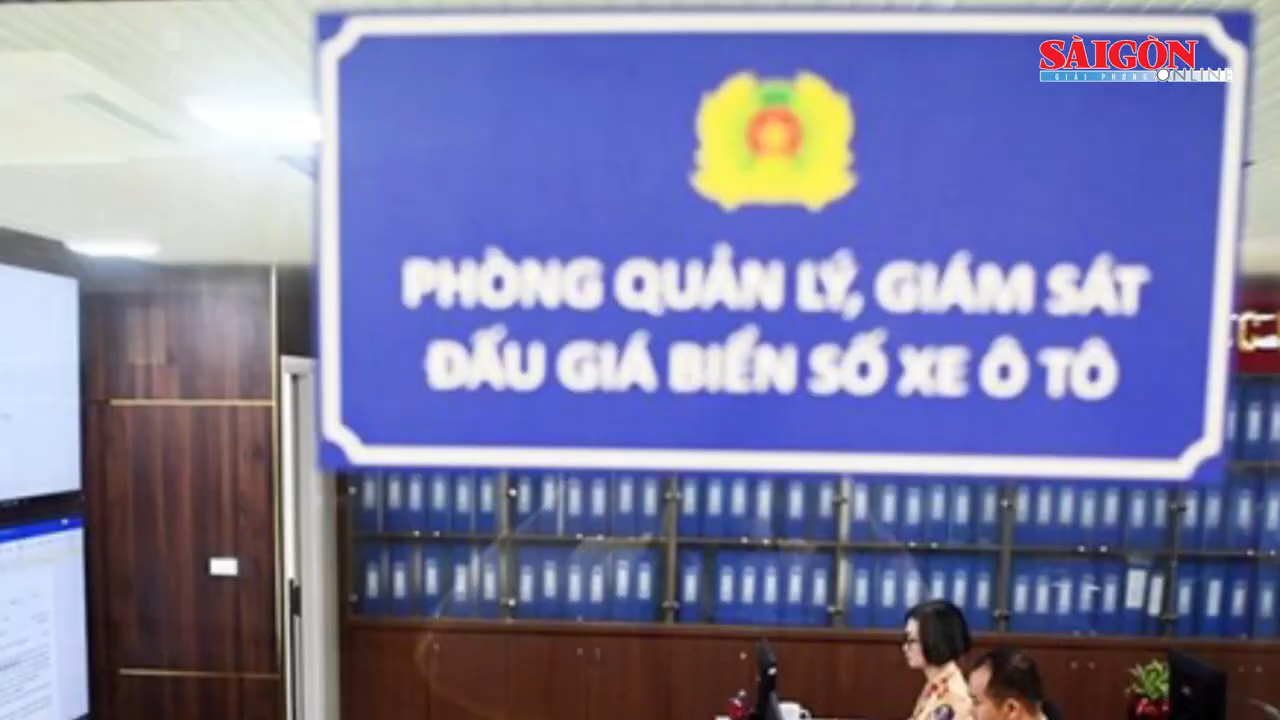 SÀIGÒN
GIẢI PHÓNG ONLINE
PHÒNG QUẢN LÝ, GIÁM SÁT
ĐẤU GIÁ BIỂN SỐ XE Ô TÔ